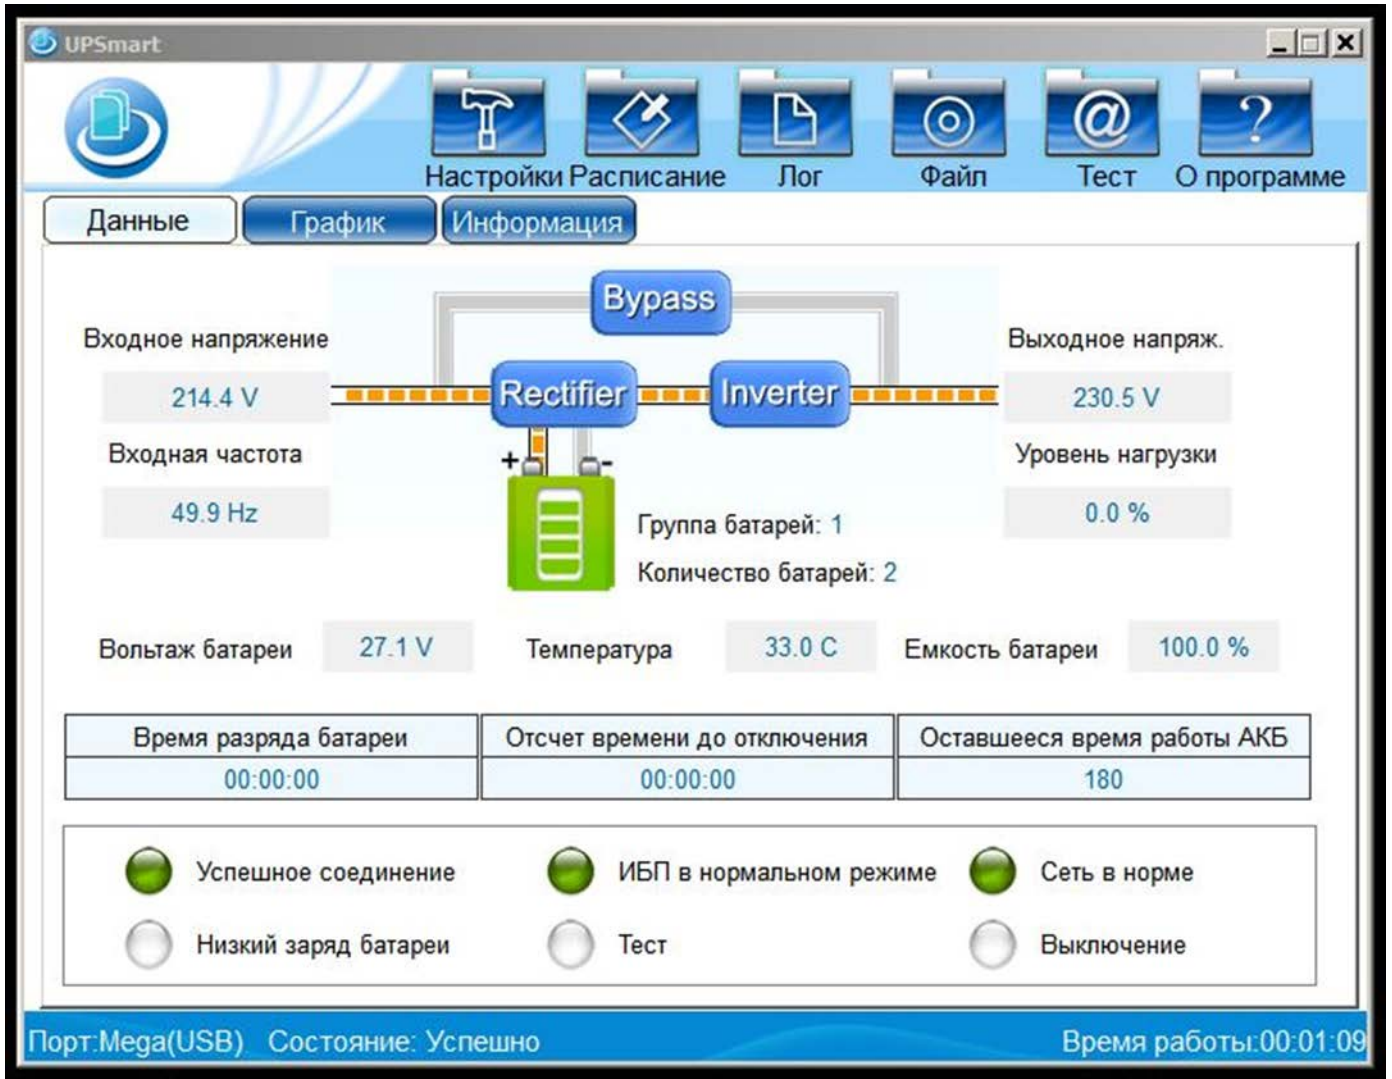 UPSmart
Настройки Расписание Лог Файл Тест О программе
Данные График Информация
Bypass
Входное напряжение Выходное напряж.
214.4 V Rectifier Inverter 230.5 V
Входная частота + - Уровень нагрузки
49.9 Hz 0.0 %
Группа батарей: 1
Количество батарей: 2
Вольтаж батареи 27.1 V Температура 33.0 C Емкость батареи 100.0 %
Время разряда батареи Отсчет времени до отключения Оставшееся время работы АКБ
00:00:00 00:00:00 180
Успешное соединение ИБП в нормальном режиме Сеть в норме
Низкий заряд батареи Тест Выключение
Порт:Mega(USB) Состояние: Успешно Время работы:00:01:09